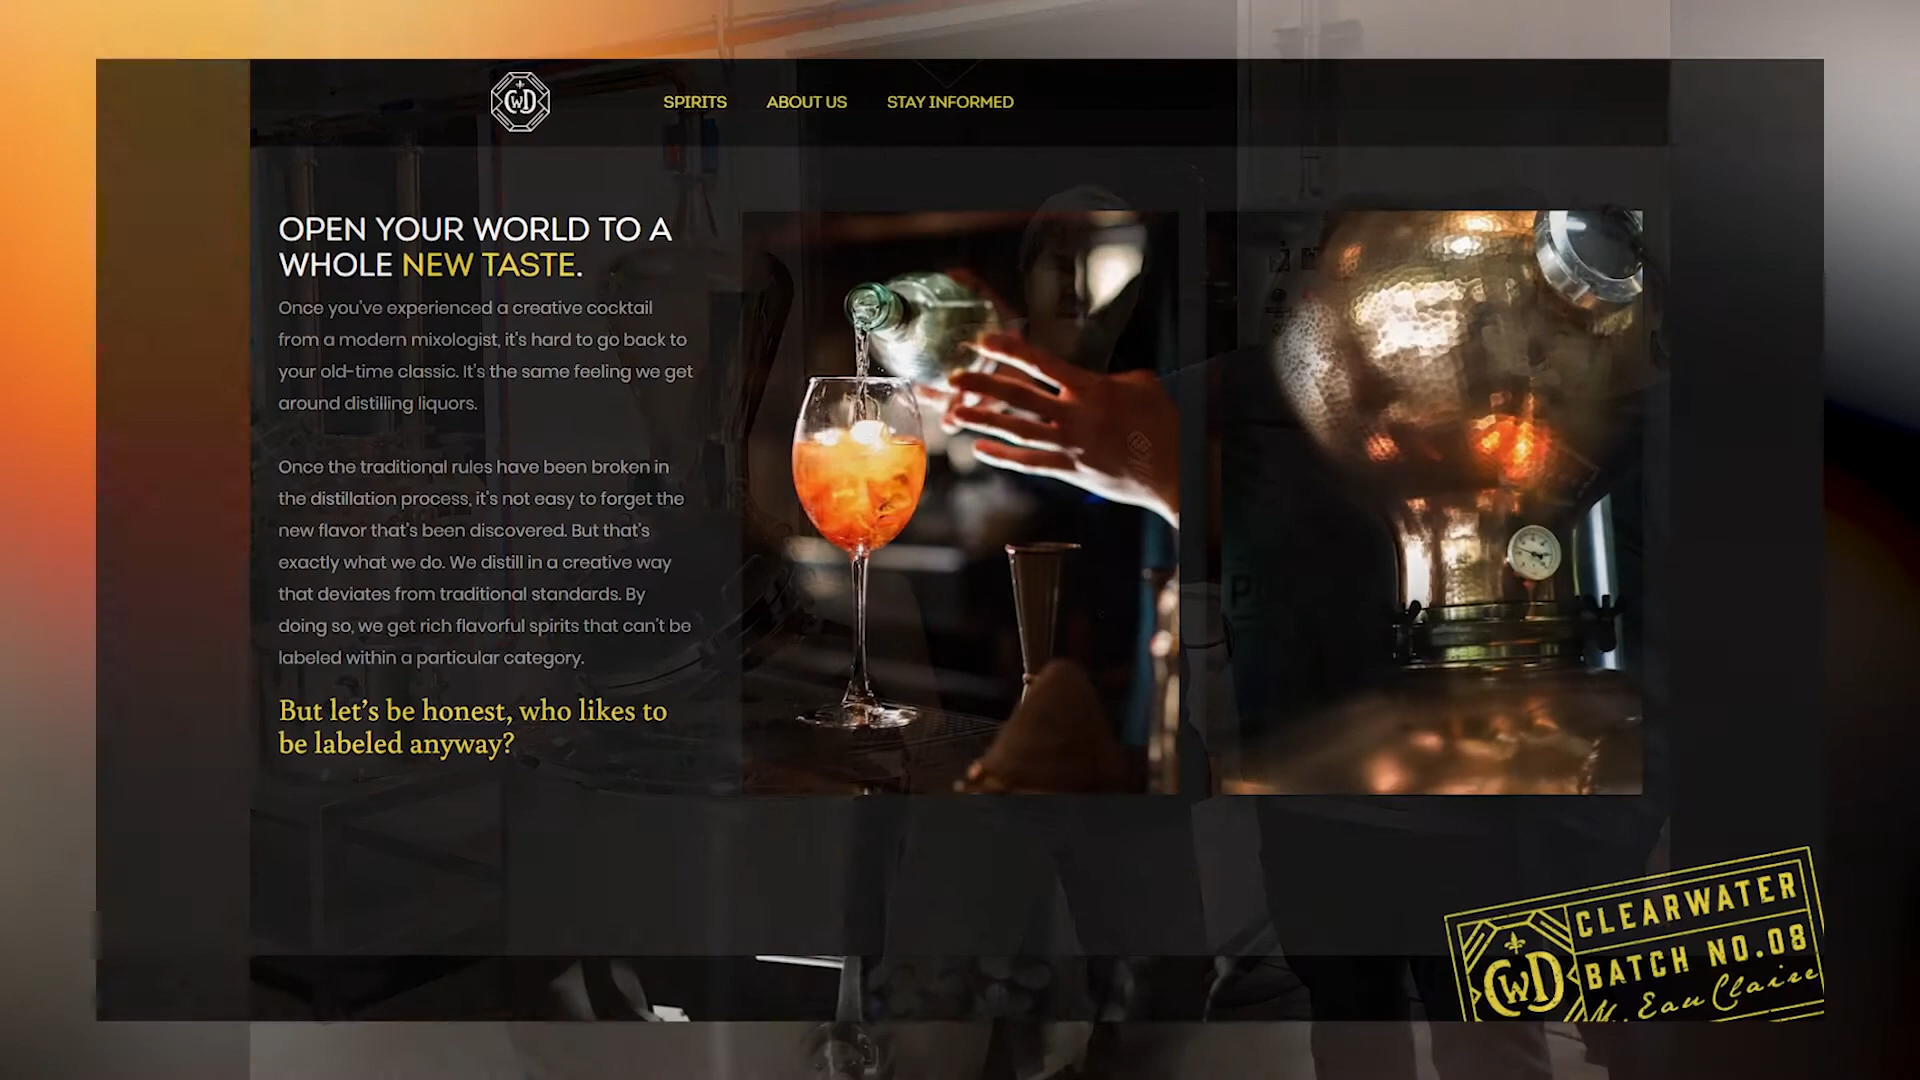 CWD
SPIRITS ABOUT US STAY INFORMED
OPEN YOUR WORLD TO A
WHOLE NEW TASTE.
Once you've experienced a creative cocktail
from a modern mixologist, it's hard to go back to
your old-time classic. It's the same feeling we get
around distilling liquors.
Once the traditional rules have been broken in
the distillation process, it's not easy to forget the
new flavor that's been discovered. But that's
exactly what we do. We distill in a creative way
that deviates from traditional standards. By
doing so, we get rich flavorful spirits that can't be
labeled within a particular category.
But let's be honest, who likes to
be labeled anyway?
CLEARWATER
BATCH NO.08
CWD
M. Eau Claire